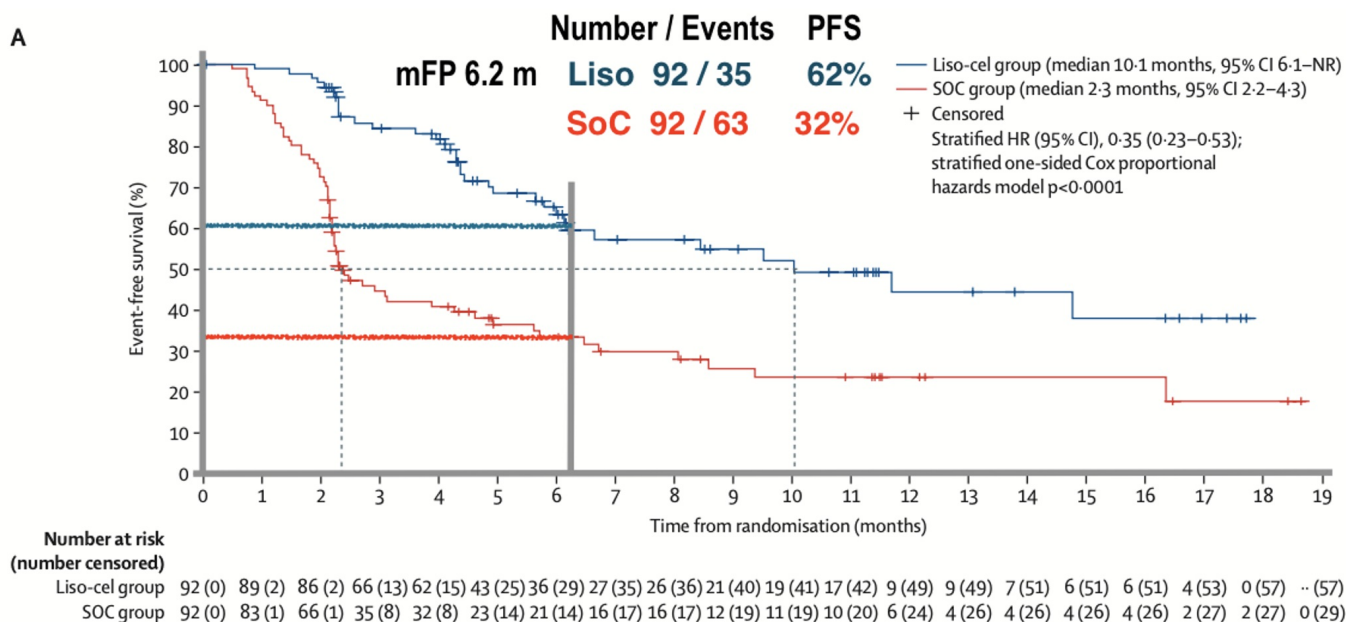 A
Number / Events PFS
mFP 6.2 m Liso 92 / 35 62%
SoC 92 / 63 32%
Liso-cel group (median 10·1 months, 95% CI 6·1–NR)
SOC group (median 2·3 months, 95% CI 2·2–4·3)
Censored
Stratified HR (95% CI), 0·35 (0·23–0·53);
stratified one-sided Cox proportional
hazards model p<0·0001
Event-free survival (%)
100
90
80
70
60
50
40
30
20
10
0
0 1 2 3 4 5 6 7 8 9 10 11 12 13 14 15 16 17 18 19
Time from randomisation (months)
Number at risk
(number censored)
Liso-cel group 92 (0) 89 (2) 86 (2) 66 (13) 62 (15) 43 (25) 36 (29) 27 (35) 26 (36) 21 (40) 19 (41) 17 (42) 9 (49) 9 (49) 7 (51) 6 (51) 6 (51) 4 (53) 0 (57) ·· (57)
SOC group 92 (0) 83 (1) 66 (1) 35 (8) 32 (8) 23 (14) 21 (14) 16 (17) 16 (17) 12 (19) 11 (19) 10 (20) 6 (24) 4 (26) 4 (26) 4 (26) 4 (26) 2 (27) 2 (27) 0 (29)